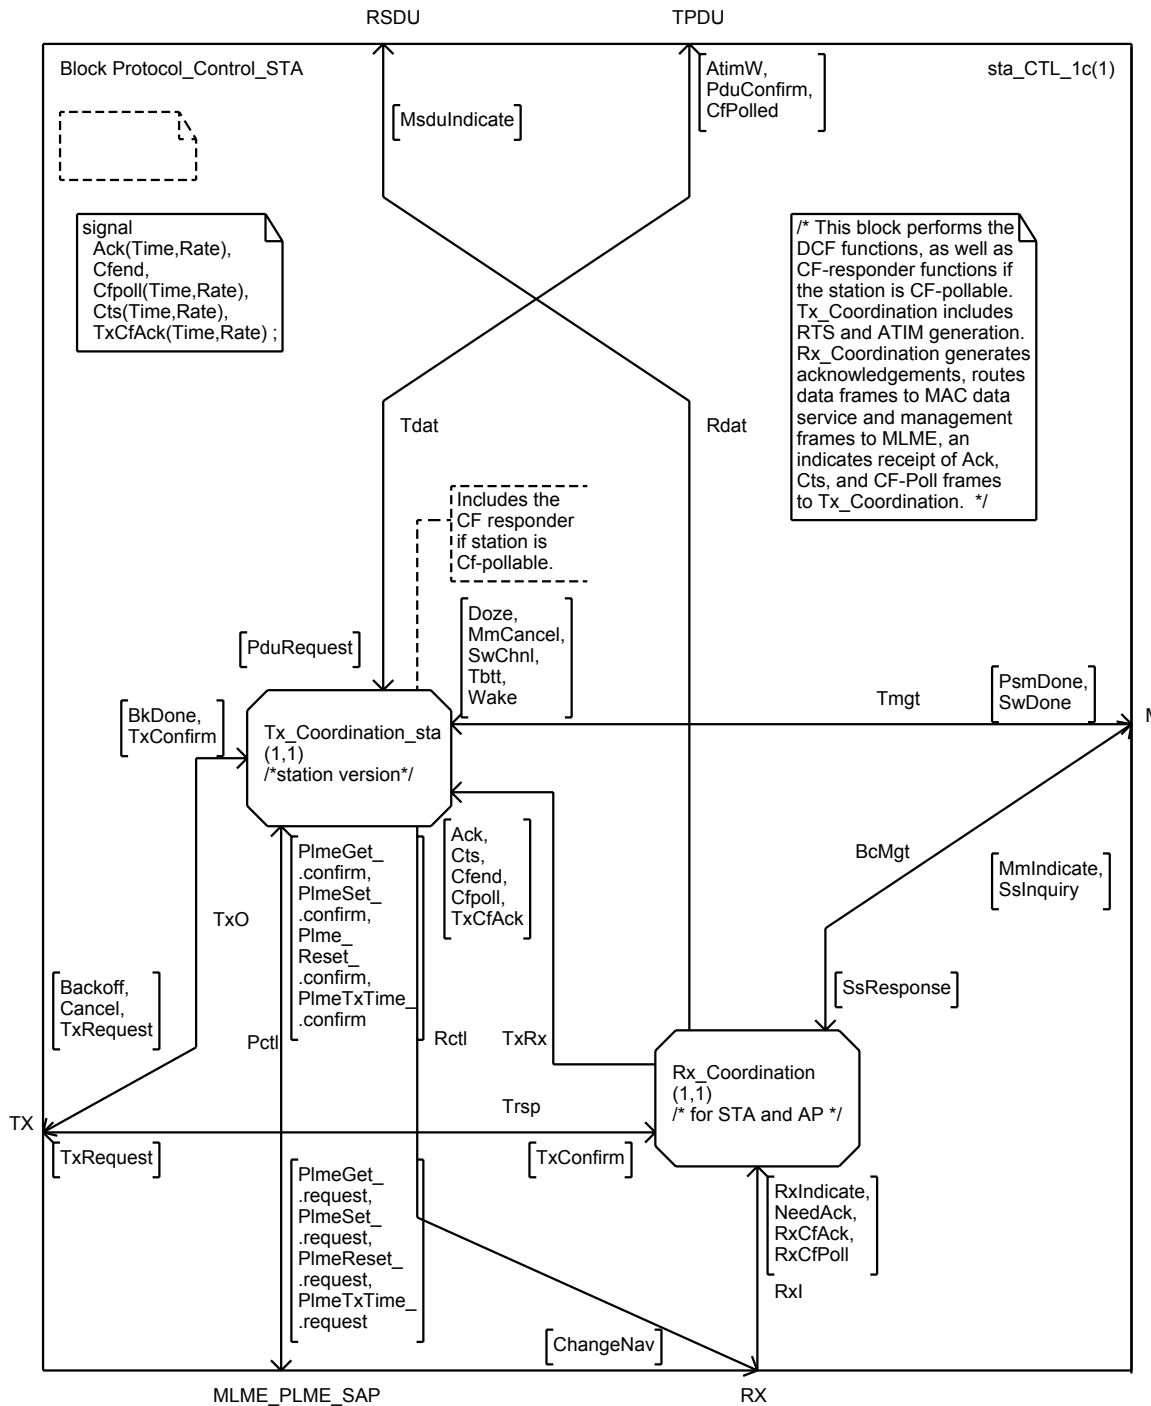 RSDU
TPDU
Block Protocol_Control_STA
sta_CTL_1c(1)
AtimW,
PduConfirm,
CfPolled
MsduIndicate
signal
Ack(Time,Rate),
Cfend,
Cfpoll(Time,Rate),
Cts(Time,Rate),
TxCfAck(Time,Rate) ;
/* This block performs the
DCF functions, as well as
CF-responder functions if
the station is CF-pollable.
Tx_Coordination includes
RTS and ATIM generation.
Rx_Coordination generates
acknowledgements, routes
data frames to MAC data
service and management
frames to MLME, an
indicates receipt of Ack,
Cts, and CF-Poll frames
to Tx_Coordination.  */
Tdat
Rdat
Includes the
CF responder
if station is
Cf-pollable.
Doze,
MmCancel,
SwChnl,
Tbtt,
Wake
PduRequest
Tmgt
PsmDone,
SwDone
BkDone,
TxConfirm
Tx_Coordination_sta
(1,1)
/*station version*/
PlmeGet_
.confirm,
PlmeSet_
.confirm,
Plme_
Reset_
.confirm,
PlmeTxTime_
.confirm
Ack,
Cts,
Cfend,
Cfpoll,
TxCfAck
BcMgt
MmIndicate,
SsInquiry
TxO
Backoff,
Cancel,
TxRequest
SsResponse
Pctl
Rctl
TxRx
Rx_Coordination
(1,1)
/* for STA and AP */
Trsp
TX
TxRequest
TxConfirm
PlmeGet_
.request,
PlmeSet_
.request,
PlmeReset_
.request,
PlmeTxTime_
.request
RxIndicate,
NeedAck,
RxCfAck,
RxCfPoll
RxI
ChangeNav
MLME_PLME_SAP
RX